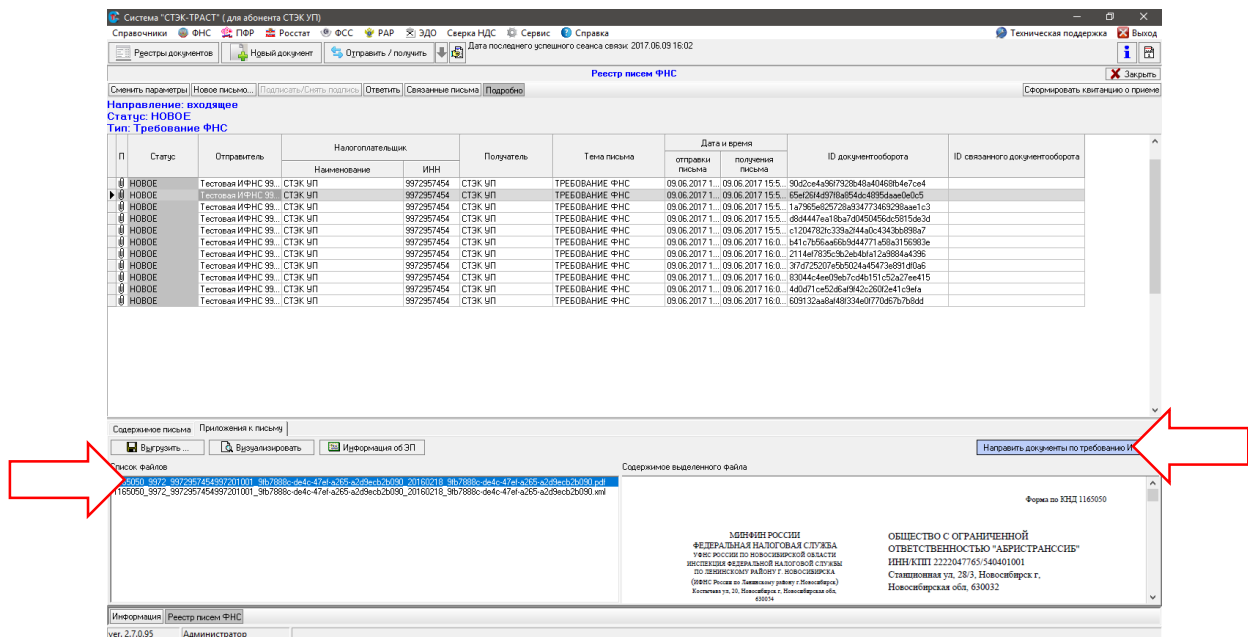 Система "СТЭК-ТРАСТ" ( для абонента СТЭК УП)
Справочники ФНС ПФР Росстат ФСС РАР ЭДО Сверка НДС Сервис Справка Техническая поддержка Выход
Реестры документов Новый документ Отправить / получить Дата последнего успешного сеанса связи: 2017.06.09 16:02
Реестр писем ФНС Закрыть
Сменить параметры Новое письмо... Подписать/Снять подпись Ответить Связанные письма Подробно Сформировать квитанцию о приеме
Направление: входящее
Статус: НОВОЕ
Тип: Требование ФНС
П Статус Отправитель Налогоплательщик Получатель Тема письма Дата и время ID документооборота ID связанного документооборота
Наименование ИНН отправки письма получения письма
НОВОЕ Тестовая ИФНС 99... СТЭК УП 9972957454 СТЭК УП ТРЕБОВАНИЕ ФНС 09.06.2017 1... 09.06.2017 15:5... 90d2ce4a96f7928b48a40468b4e7ce4
НОВОЕ Тестовая ИФНС 99... СТЭК УП 9972957454 СТЭК УП ТРЕБОВАНИЕ ФНС 09.06.2017 1... 09.06.2017 15:5... 65ef26f4d97f8a854dc4895daae0e0c5
НОВОЕ Тестовая ИФНС 99... СТЭК УП 9972957454 СТЭК УП ТРЕБОВАНИЕ ФНС 09.06.2017 1... 09.06.2017 15:5... 1a7965e825728a934773469298aae1c3
НОВОЕ Тестовая ИФНС 99... СТЭК УП 9972957454 СТЭК УП ТРЕБОВАНИЕ ФНС 09.06.2017 1... 09.06.2017 15:5... d8d4447ea18ba7d0450456dc5815de3d
НОВОЕ Тестовая ИФНС 99... СТЭК УП 9972957454 СТЭК УП ТРЕБОВАНИЕ ФНС 09.06.2017 1... 09.06.2017 15:5... c1204782fc339a2f44a0c4343bb898a7
НОВОЕ Тестовая ИФНС 99... СТЭК УП 9972957454 СТЭК УП ТРЕБОВАНИЕ ФНС 09.06.2017 1... 09.06.2017 16:0... b41c7b56aa66b9d44771a58a3156983e
НОВОЕ Тестовая ИФНС 99... СТЭК УП 9972957454 СТЭК УП ТРЕБОВАНИЕ ФНС 09.06.2017 1... 09.06.2017 16:0... 2114ef7835c9b2eb4bfa12a9884a4396
НОВОЕ Тестовая ИФНС 99... СТЭК УП 9972957454 СТЭК УП ТРЕБОВАНИЕ ФНС 09.06.2017 1... 09.06.2017 16:0... 3f7d725207e5b5024a45473e891df0a6
НОВОЕ Тестовая ИФНС 99... СТЭК УП 9972957454 СТЭК УП ТРЕБОВАНИЕ ФНС 09.06.2017 1... 09.06.2017 16:0... 83044c4ee09eb7cd4b151c52a27ee415
НОВОЕ Тестовая ИФНС 99... СТЭК УП 9972957454 СТЭК УП ТРЕБОВАНИЕ ФНС 09.06.2017 1... 09.06.2017 16:0... 4d0d71ce52d6af9f42c260f2e41c9efa
НОВОЕ Тестовая ИФНС 99... СТЭК УП 9972957454 СТЭК УП ТРЕБОВАНИЕ ФНС 09.06.2017 1... 09.06.2017 16:0... 609132aa8af48f334e0f770d67b7b8dd
Содержимое письма Приложения к письму
Выгрузить ... Визуализировать Информация об ЭП Направить документы по требованию
Список файлов Содержимое выделенного файла
65050_9972_9972957454997201001_9fb7888c-de4c-47ef-a265-a2d9ecb2b090_20160218_9fb7888c-de4c-47ef-a265-a2d9ecb2b090.pdf
1165050_9972_9972957454997201001_9fb7888c-de4c-47ef-a265-a2d9ecb2b090_20160218_9fb7888c-de4c-47ef-a265-a2d9ecb2b090.xml
Форма по КНД 1165050
МИНФИН РОССИИ
ФЕДЕРАЛЬНАЯ НАЛОГОВАЯ СЛУЖБА
УФНС РОССИИ ПО НОВОСИБИРСКОЙ ОБЛАСТИ
ИНСПЕКЦИЯ ФЕДЕРАЛЬНОЙ НАЛОГОВОЙ СЛУЖБЫ
ПО ЛЕНИНСКОМУ РАЙОНУ Г. НОВОСИБИРСКА
(ИФНС России по Ленинскому району г.Новосибирска)
Костычева ул, 20, Новосибирск г, Новосибирская обл,
630034
ОБЩЕСТВО С ОГРАНИЧЕННОЙ
ОТВЕТСТВЕННОСТЬЮ "АБРИСТРАНССИБ"
ИНН/КПП 2222047765/540401001
Станционная ул, 28/3, Новосибирск г,
Новосибирская обл, 630032
Информация Реестр писем ФНС
ver. 2.7.0.95 Администратор